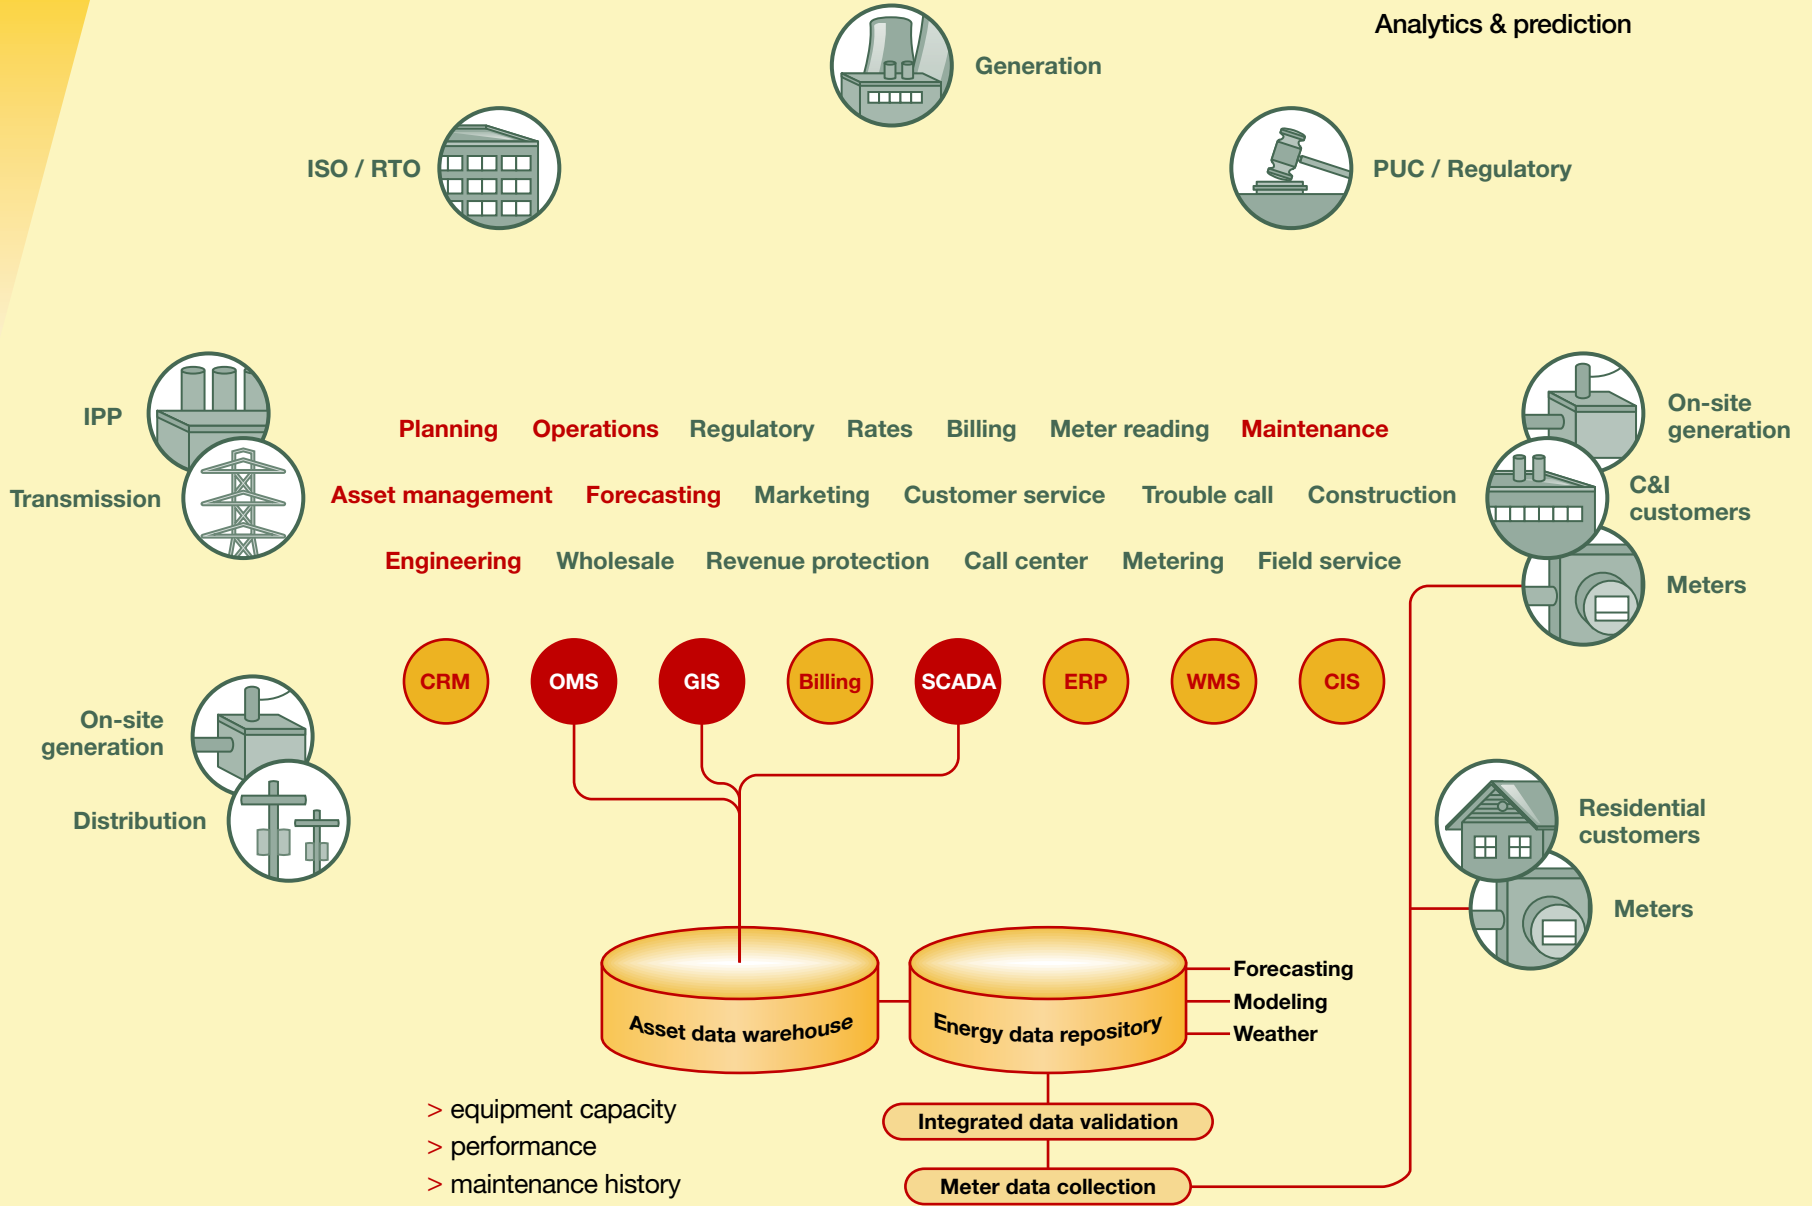 Analytics & prediction
Generation
ISO / RTO
PUC / Regulatory
IPP
Transmission
On-site
generation
C&I
customers
Meters
Planning Operations Regulatory Rates Billing Meter reading Maintenance
Asset management Forecasting Marketing Customer service Trouble call Construction
Engineering Wholesale Revenue protection Call center Metering Field service
CRM OMS GIS Billing SCADA ERP WMS CIS
On-site
generation
Distribution
Residential
customers
Meters
Asset data warehouse
Energy data repository
Forecasting
Modeling
Weather
> equipment capacity
> performance
> maintenance history
Integrated data validation
Meter data collection